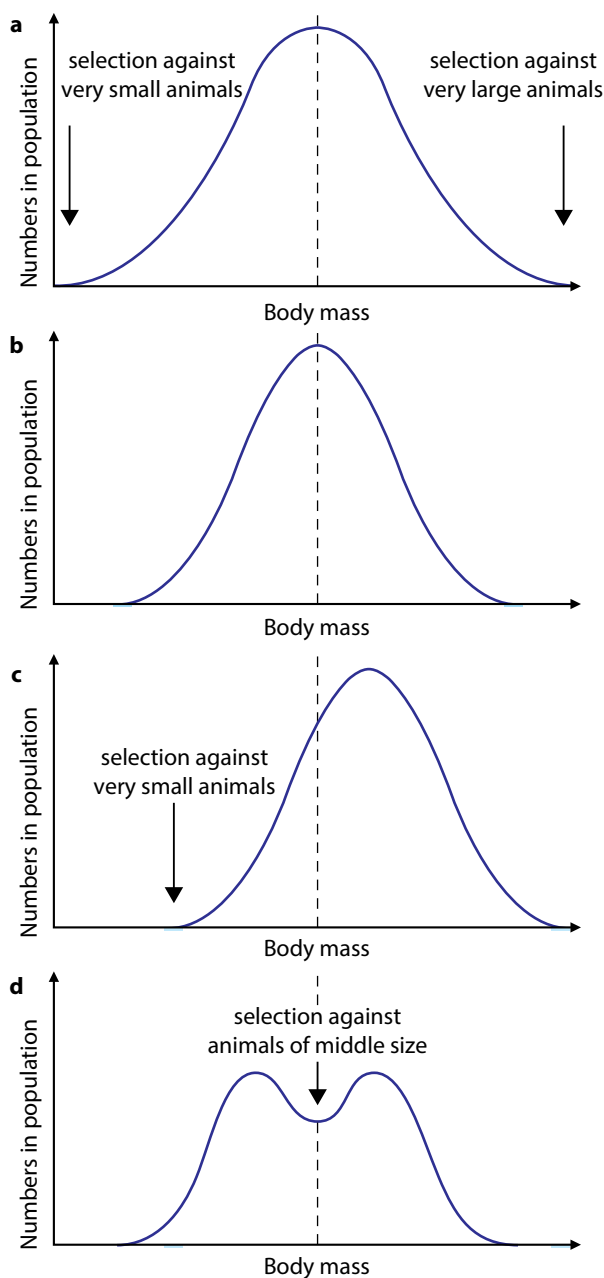 a
selection against
very small animals
selection against
very large animals
Numbers in population
Body mass
b
Numbers in population
Body mass
c
selection against
very small animals
Numbers in population
Body mass
d
selection against
animals of middle size
Numbers in population
Body mass